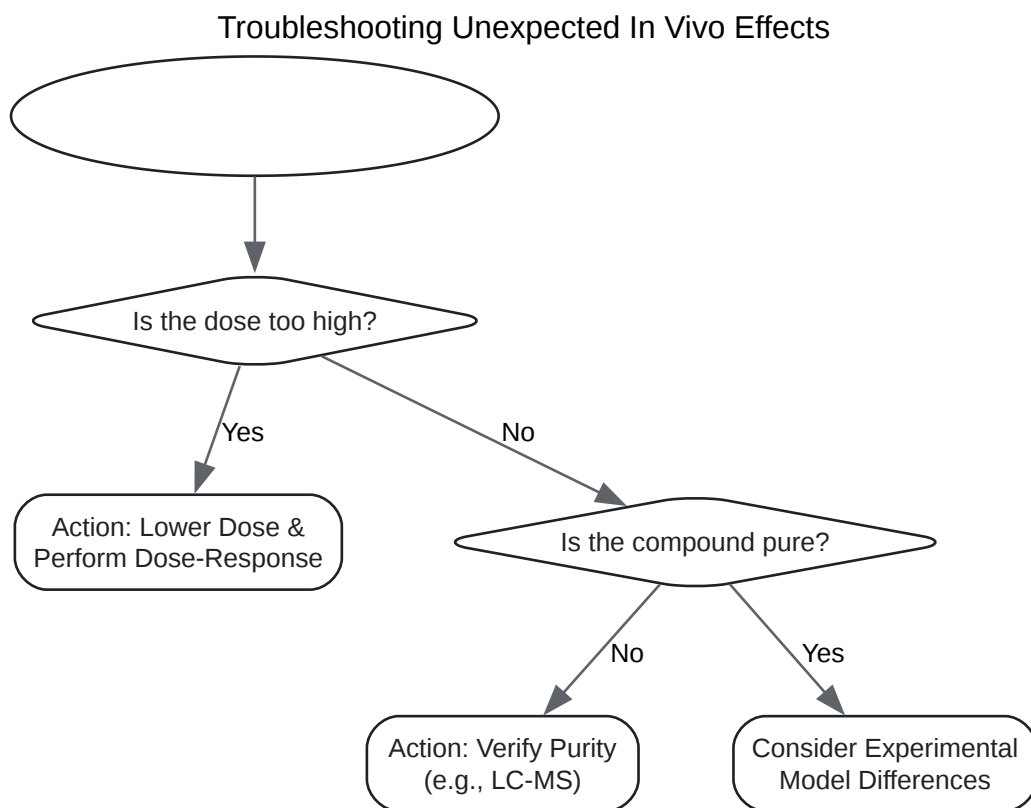 Troubleshooting Unexpected In Vivo Effects
Is the dose too high?
Yes
No
Action: Lower Dose &
Perform Dose-Response
Is the compound pure?
No
Yes
Action: Verify Purity
(e.g., LC-MS)
Consider Experimental
Model Differences